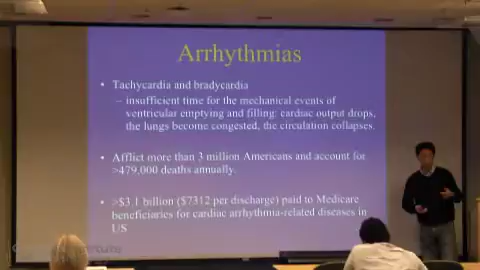 Arrhythmias
• Tachycardia and bradycardia
– insufficient time for the mechanical events of
ventricular emptying and filling: cardiac output drops,
the lungs become congested, the circulation collapses.
• Afflict more than 3 million Americans and account for
>479,000 deaths annually.
• >$3.1 billion ($7312 per discharge) paid to Medicare
beneficiaries for cardiac arrhythmia-related diseases in
US